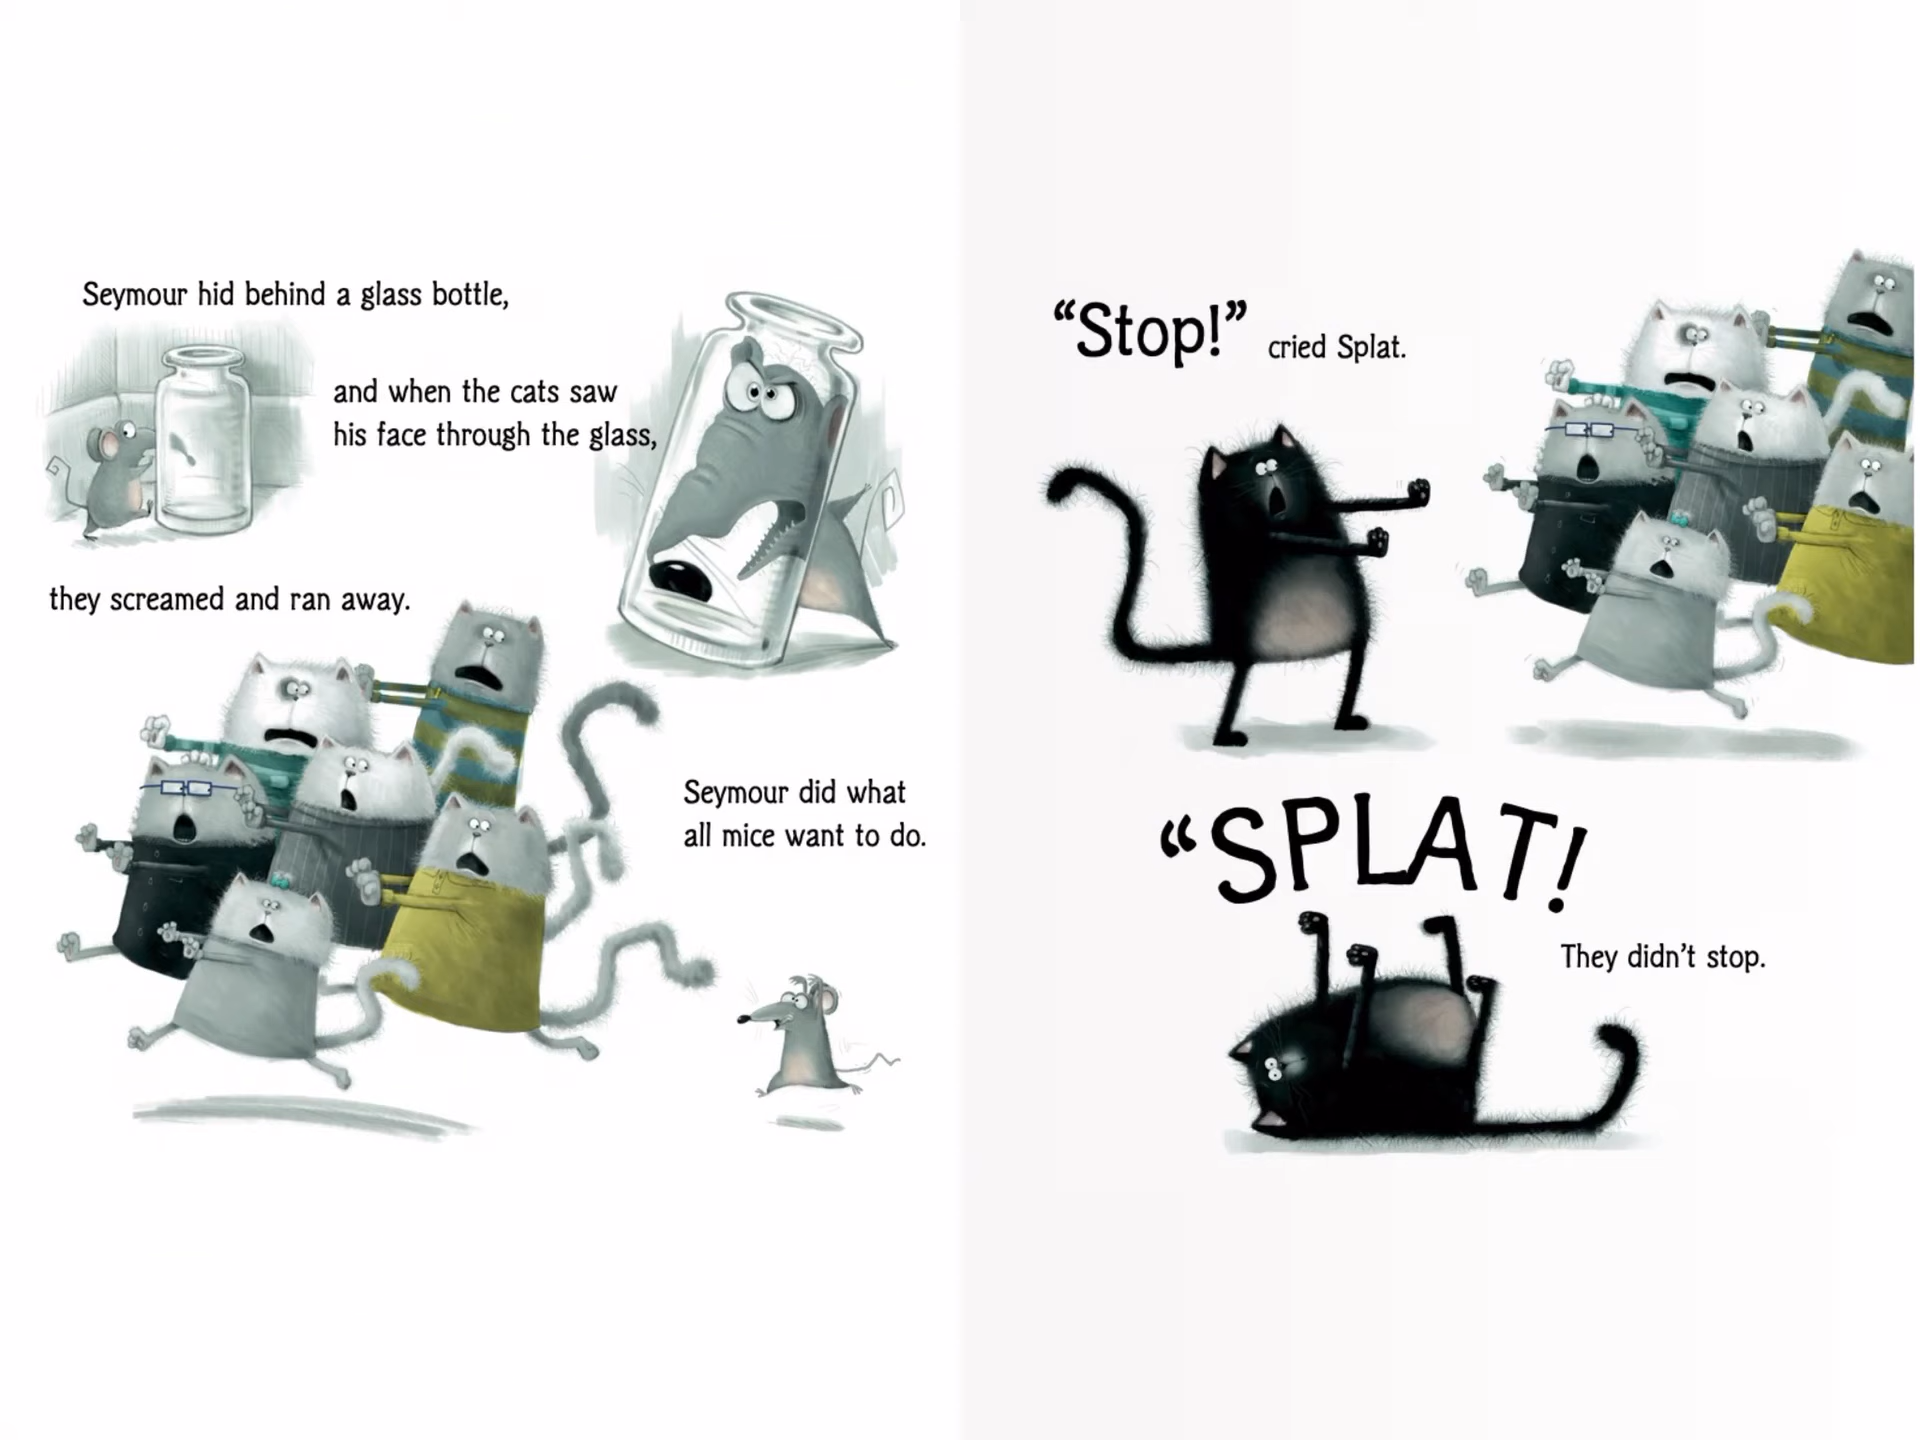 Seymour hid behind a glass bottle,
and when the cats saw
his face through the glass,
they screamed and ran away.
Seymour did what
all mice want to do.
“Stop!” cried Splat.
“SPLAT!
They didn’t stop.